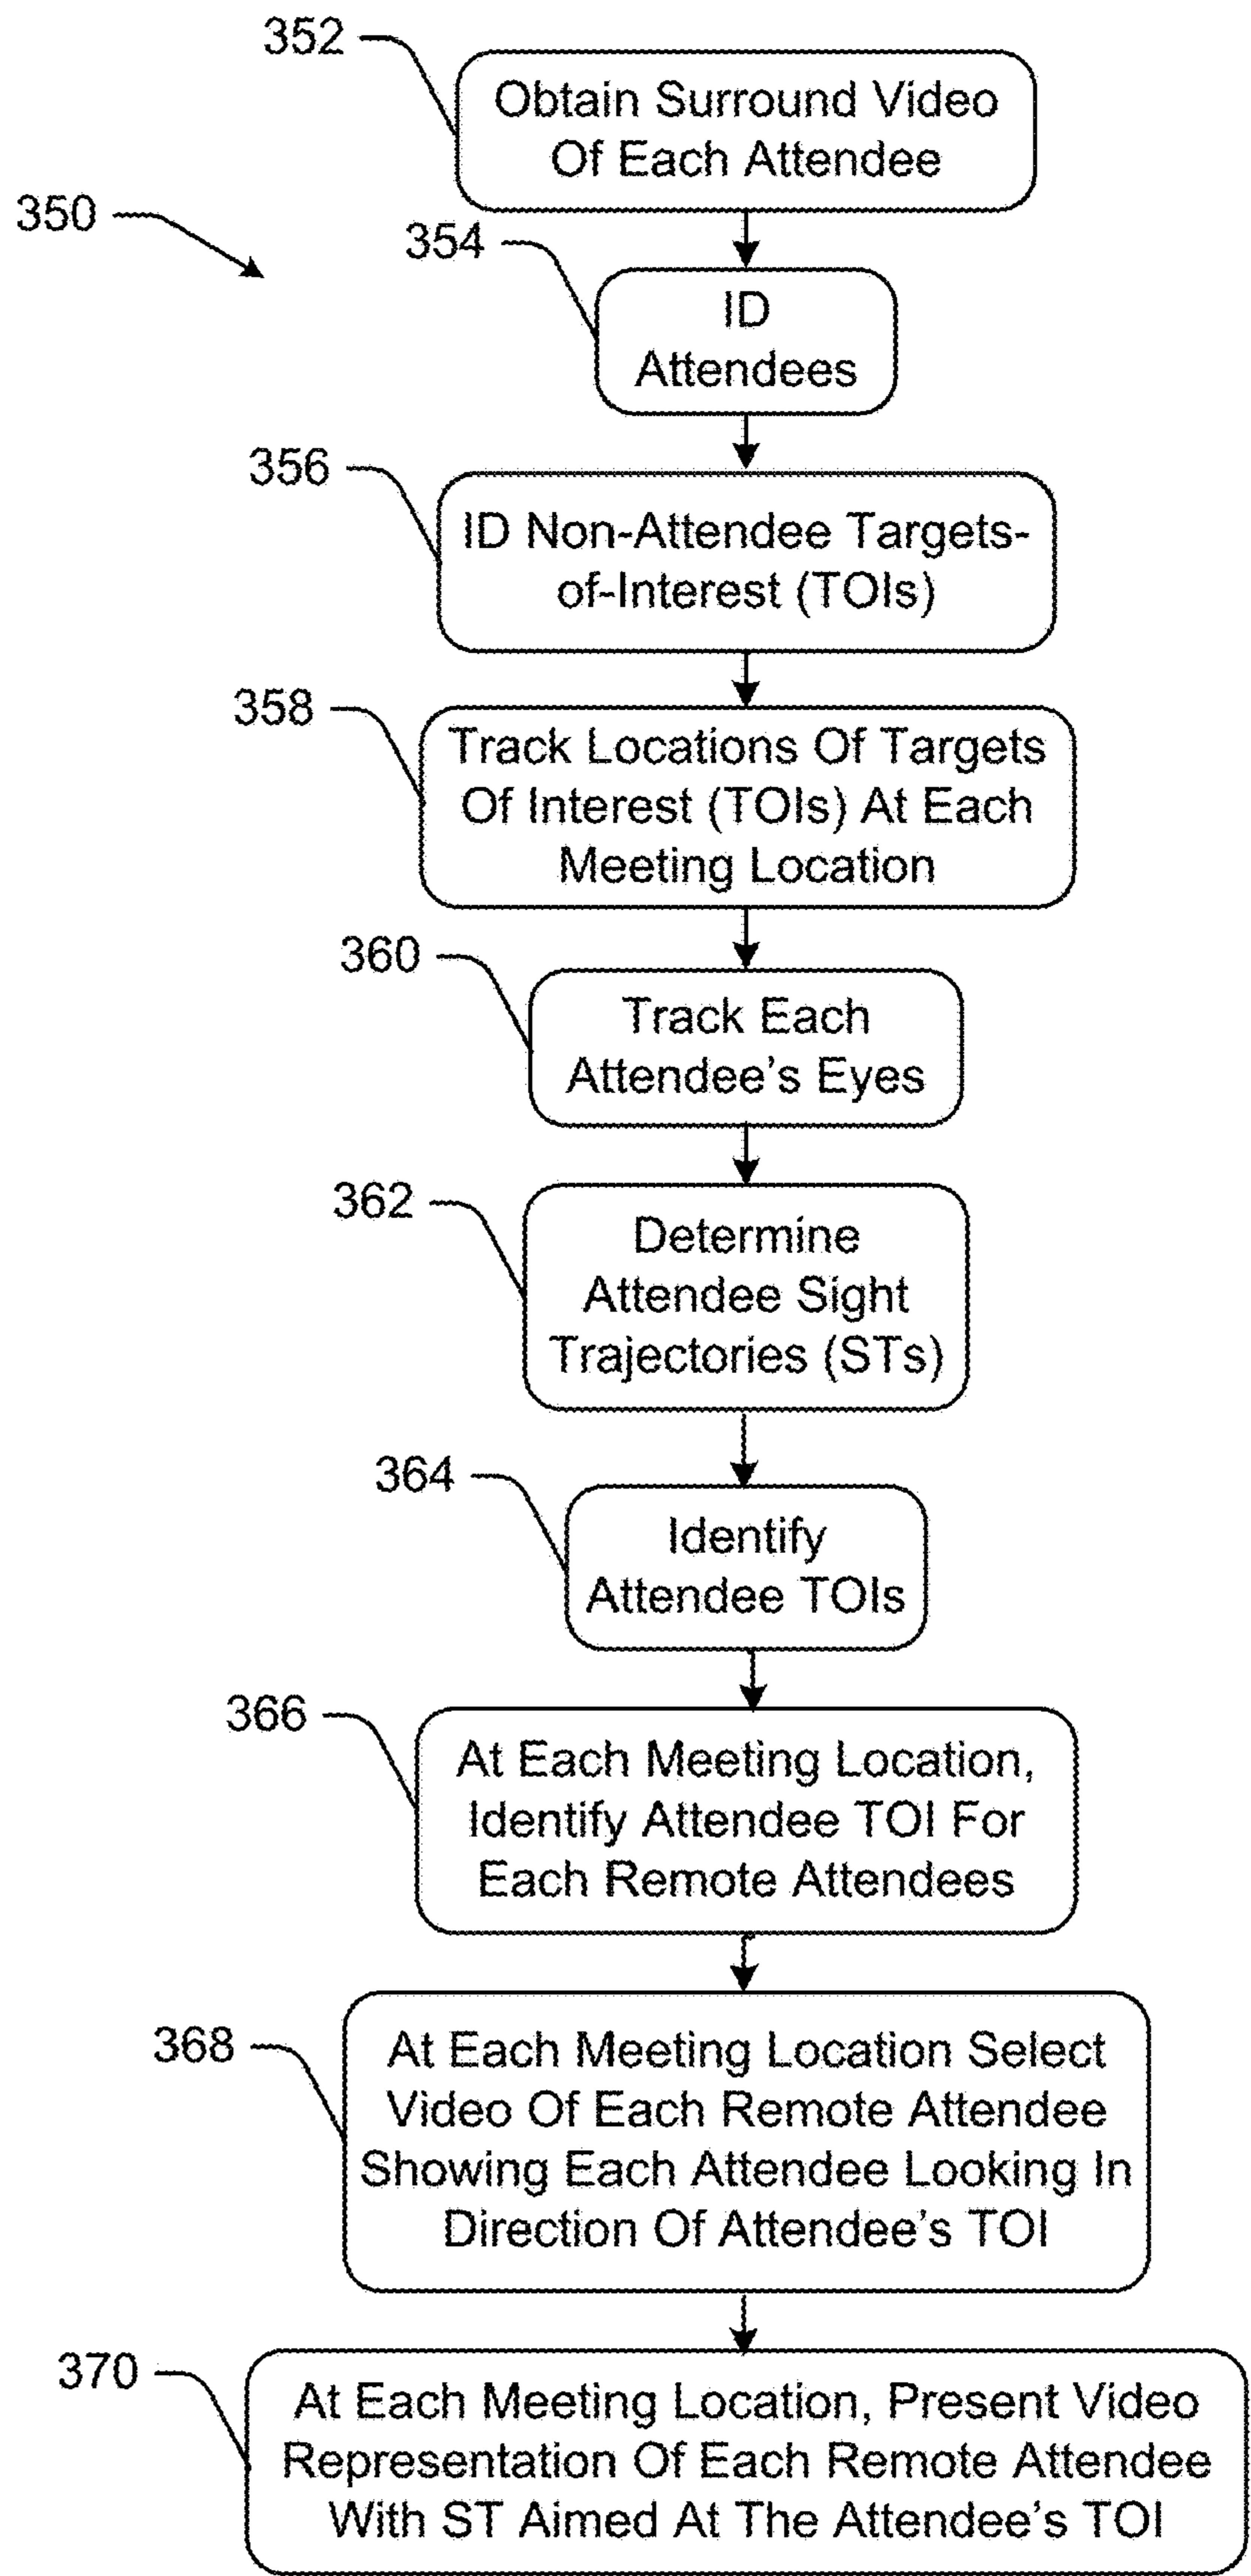 352
Obtain Surround Video
Of Each Attendee
350
354
ID
Attendees
356
ID Non-Attendee Targets-
of-Interest (TOIs)
358
Track Locations Of Targets
Of Interest (TOIs) At Each
Meeting Location
360
Track Each
Attendee's Eyes
362
Determine
Attendee Sight
Trajectories (STs)
364
Identify
Attendee TOIs
366
At Each Meeting Location,
Identify Attendee TOI For
Each Remote Attendees
368
At Each Meeting Location Select
Video Of Each Remote Attendee
Showing Each Attendee Looking In
Direction Of Attendee's TOI
370
At Each Meeting Location, Present Video
Representation Of Each Remote Attendee
With ST Aimed At The Attendee's TOI